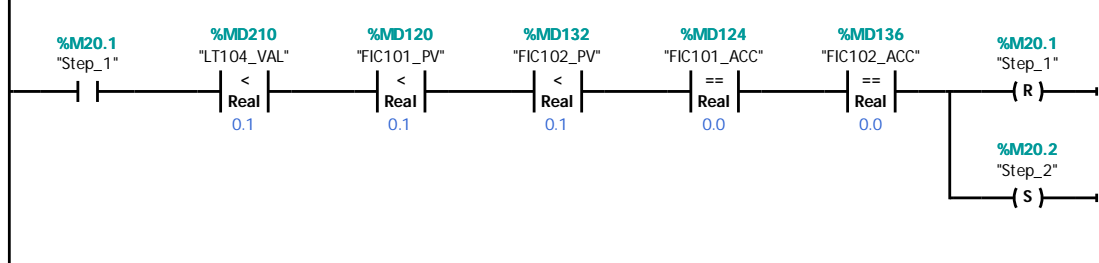 %M20.1
"Step_1"
%MD210
"LT104_VAL"
<
Real
0.1
%MD120
"FIC101_PV"
<
Real
0.1
%MD132
"FIC102_PV"
<
Real
0.1
%MD124
"FIC101_ACC"
==
Real
0.0
%MD136
"FIC102_ACC"
==
Real
0.0
%M20.1
"Step_1"
R
%M20.2
"Step_2"
S